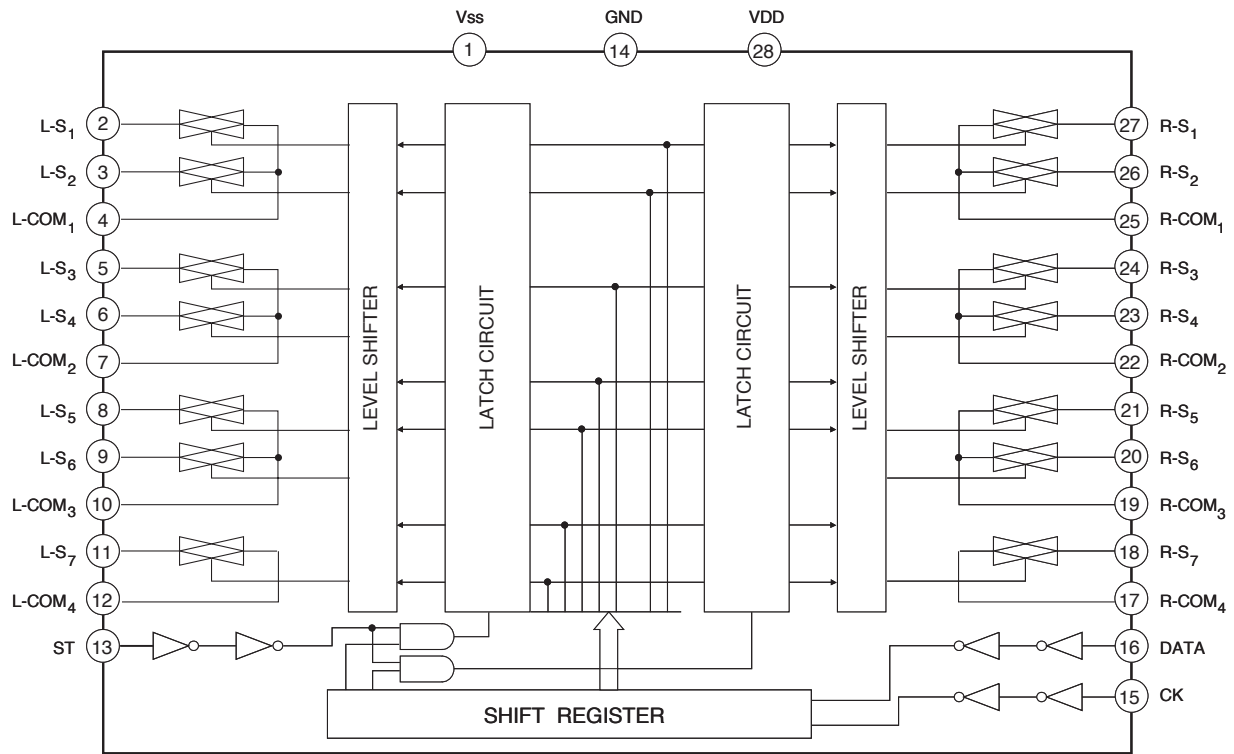 Vss GND VDD
1 14 28
L-S₁ 2
L-S₂ 3
L-COM₁ 4
L-S₃ 5
L-S₄ 6
L-COM₂ 7
L-S₅ 8
L-S₆ 9
L-COM₃ 10
L-S₇ 11
L-COM₄ 12
ST 13
LEVEL SHIFTER
LATCH CIRCUIT
LATCH CIRCUIT
LEVEL SHIFTER
27 R-S₁
26 R-S₂
25 R-COM₁
24 R-S₃
23 R-S₄
22 R-COM₂
21 R-S₅
20 R-S₆
19 R-COM₃
18 R-S₇
17 R-COM₄
16 DATA
15 CK
SHIFT REGISTER